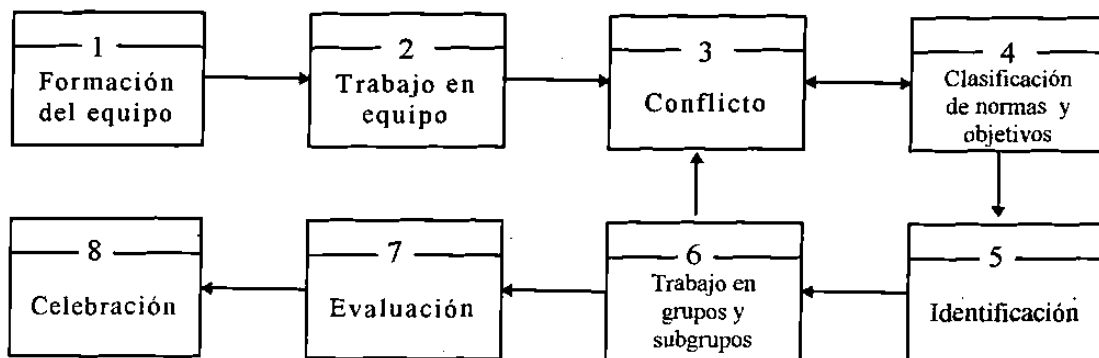 1
Formación
del equipo
2
Trabajo en
equipo
3
Conflicto
4
Clasificación
de normas y
objetivos
8
Celebración
7
Evaluación
6
Trabajo en
grupos y
subgrupos
5
Identificación